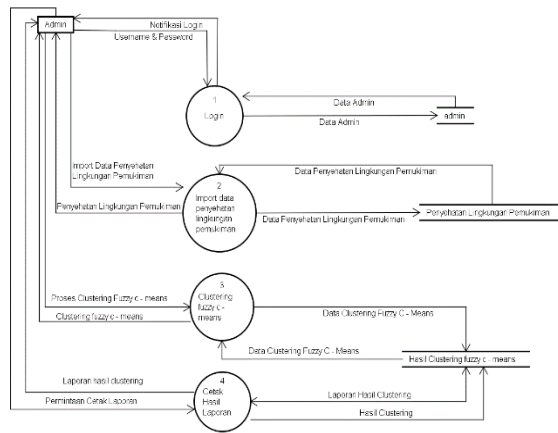 Admin
Notifikasi Login
Username & Password
1
Login
Data Admin
Data Admin
admin
Import Data Penyehatan
Lingkungan Pemukiman
Data Penyehatan Lingkungan Pemukiman
2
Import data
penyehatan
lingkungan
pemukiman
Penyehatan Lingkungan Pemukiman
Data Penyehatan Lingkungan Pemukiman
Penyehatan Lingkungan Pemukiman
3
Clustering
fuzzy c -
means
Proses Clustering Fuzzy c - means
Clustering fuzzy c - means
Data Clustering Fuzzy C - Means
Data Clustering Fuzzy C - Means
Hasil Clustering fuzzy c - means
Laporan hasil clustering
4
Cetak
Hasil
Laporan
Laporan Hasil Clustering
Permintaan Cetak Laporan
Hasil Clustering